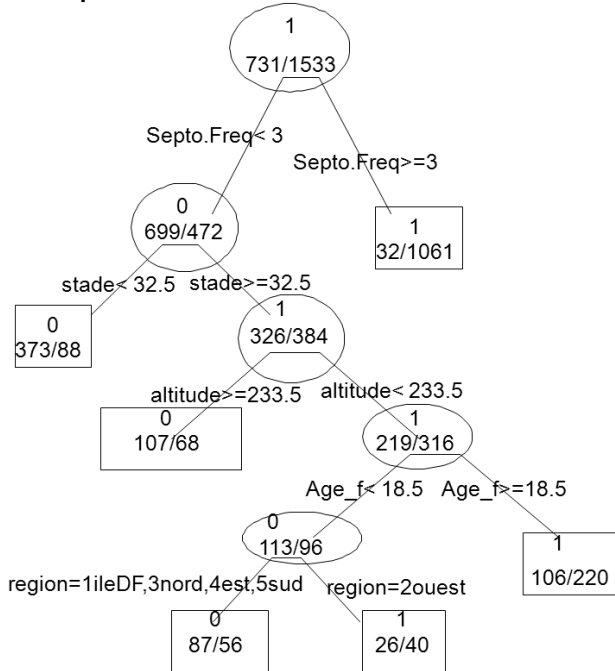 1
731/1533
Septo.Freq< 3
Septo.Freq>=3
0
699/472
1
32/1061
stade< 32.5
stade>=32.5
0
373/88
1
326/384
altitude>=233.5
altitude< 233.5
0
107/68
1
219/316
Age_f< 18.5
Age_f>=18.5
0
113/96
1
106/220
region=1ileDF,3nord,4est,5sud
region=2ouest
0
87/56
1
26/40